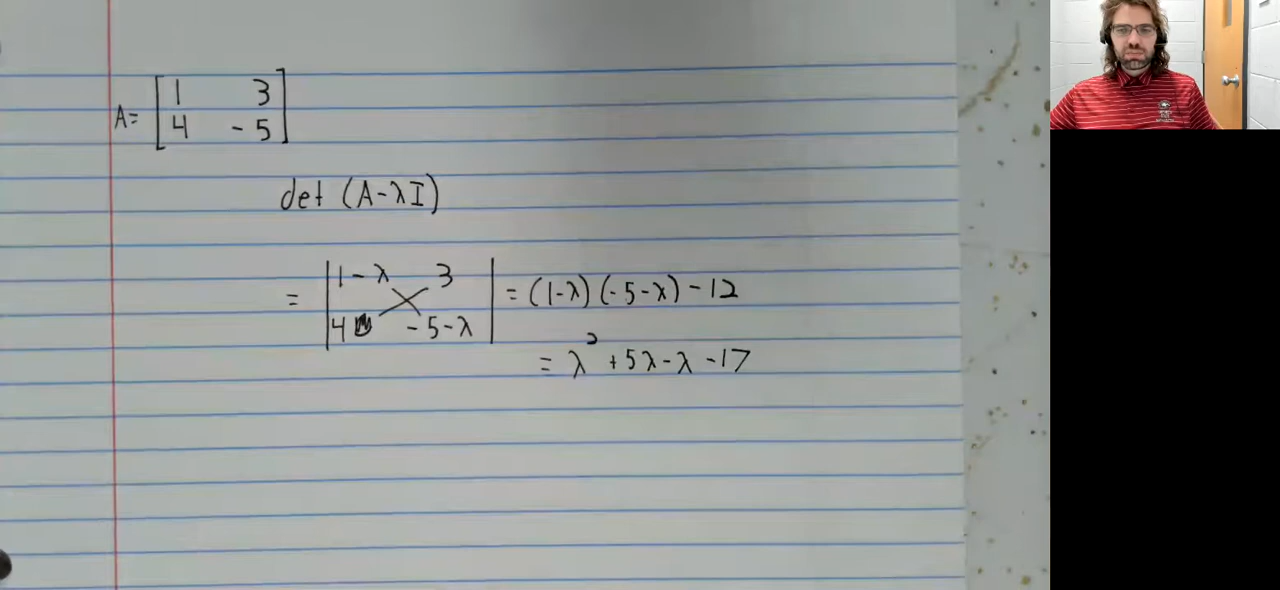 A= [ 1 3
4 -5 ]
det (A-λI)
= | 1-λ 3 | = (1-λ)(-5-λ) -12
| 4 -5-λ |
= λ² +5λ-λ -17